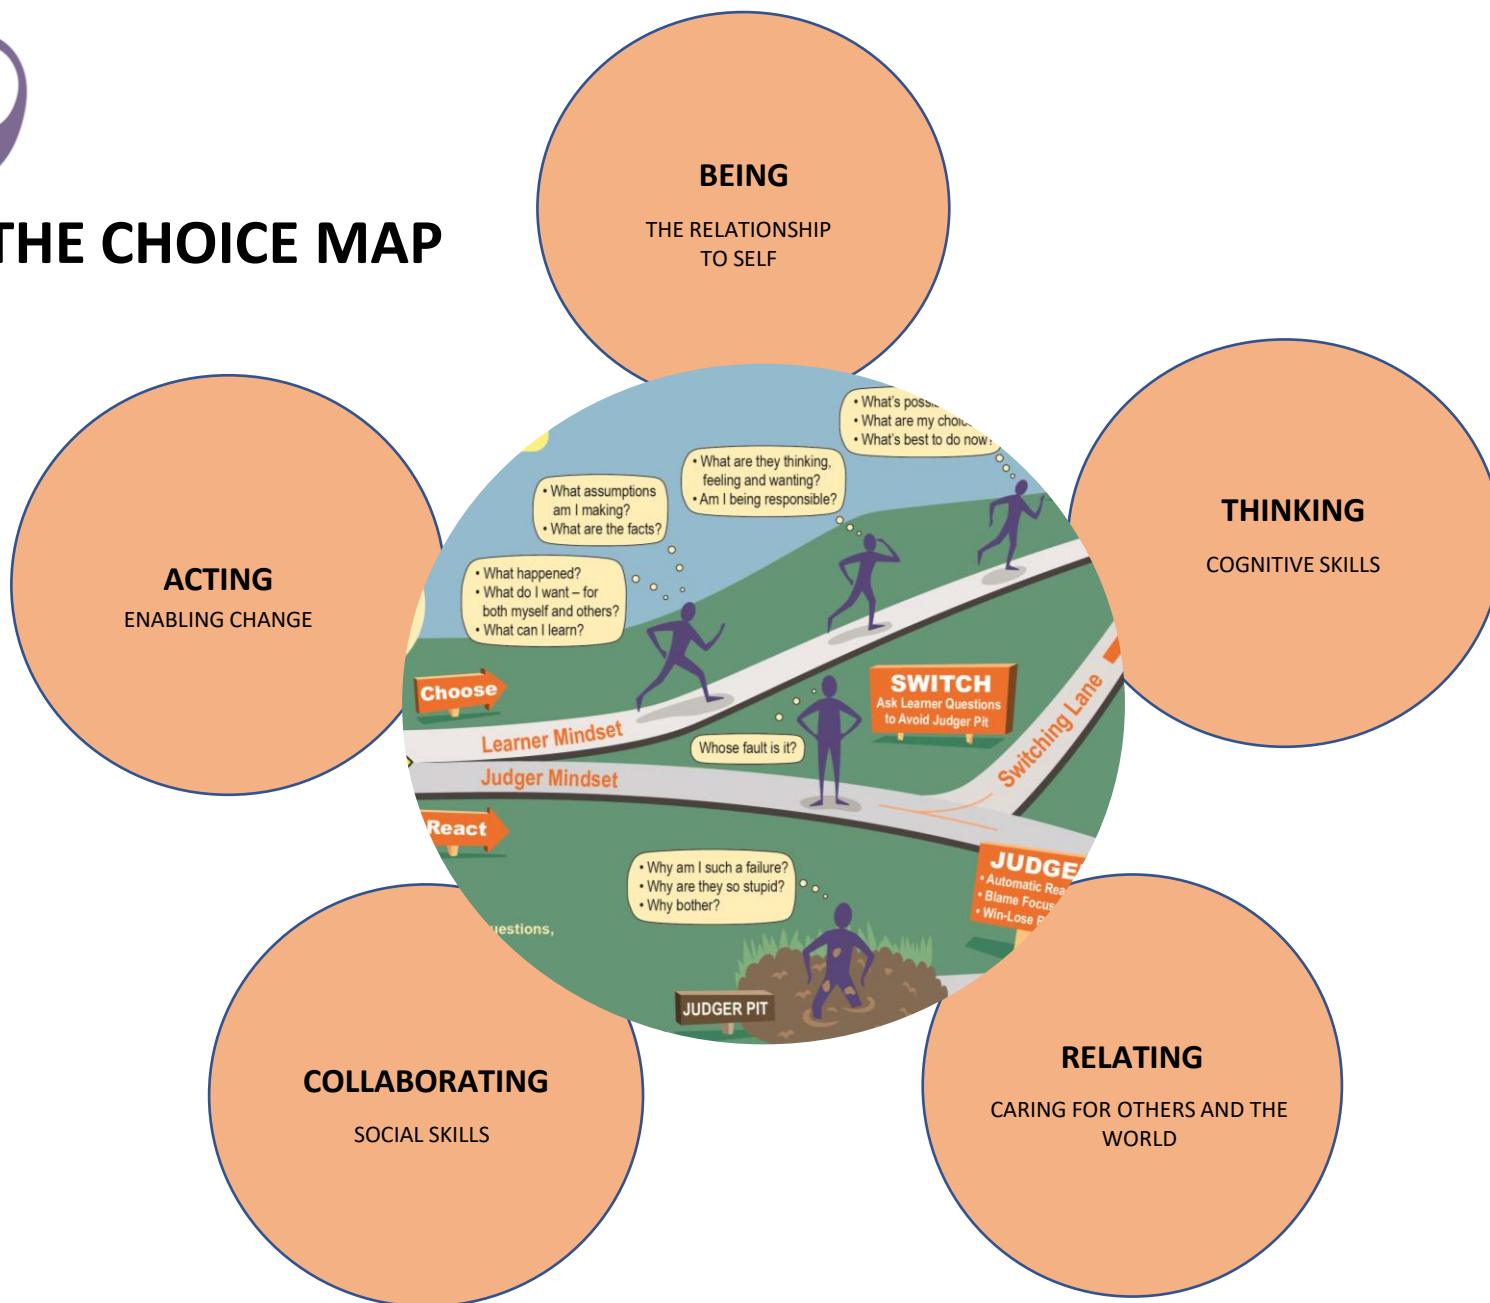 THE CHOICE MAP
BEING
THE RELATIONSHIP
TO SELF
THINKING
COGNITIVE SKILLS
ACTING
ENABLING CHANGE
COLLABORATING
SOCIAL SKILLS
RELATING
CARING FOR OTHERS AND THE
WORLD
• What's
• What are my
• What's best to do now?
• What are they thinking,
feeling and wanting?
• Am I being responsible?
• What assumptions
am I making?
• What are the facts?
• What happened?
• What do I want – for
both myself and others?
• What can I learn?
Choose
Learner Mindset
Judger Mindset
React
Whose fault is it?
SWITCH
Ask Learner Questions
to Avoid Judger Pit
Switching Lane
• Why am I such a failure?
• Why are they so stupid?
• Why bother?
• Automatic
• Blame
• Win-Lose
JUDGER PIT